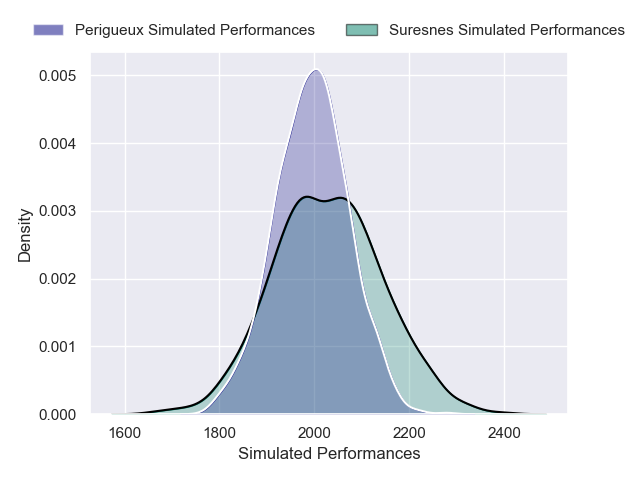 Perigueux Simulated Performances Suresnes Simulated Performances
0.005
0.004
0.003
0.002
0.001
0.000
Density
1600 1800 2000 2200 2400
Simulated Performances